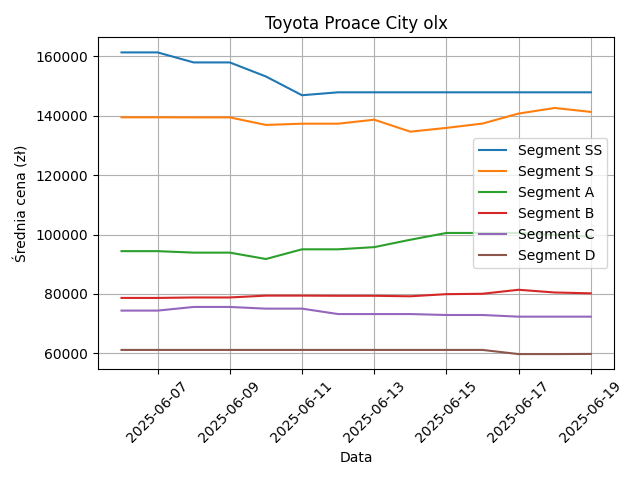 Toyota Proace City olx
Średnia cena (zł)
160000
140000
120000
100000
80000
60000
Segment SS
Segment S
Segment A
Segment B
Segment C
Segment D
2025-06-07
2025-06-09
2025-06-11
2025-06-13
2025-06-15
2025-06-17
2025-06-19
Data